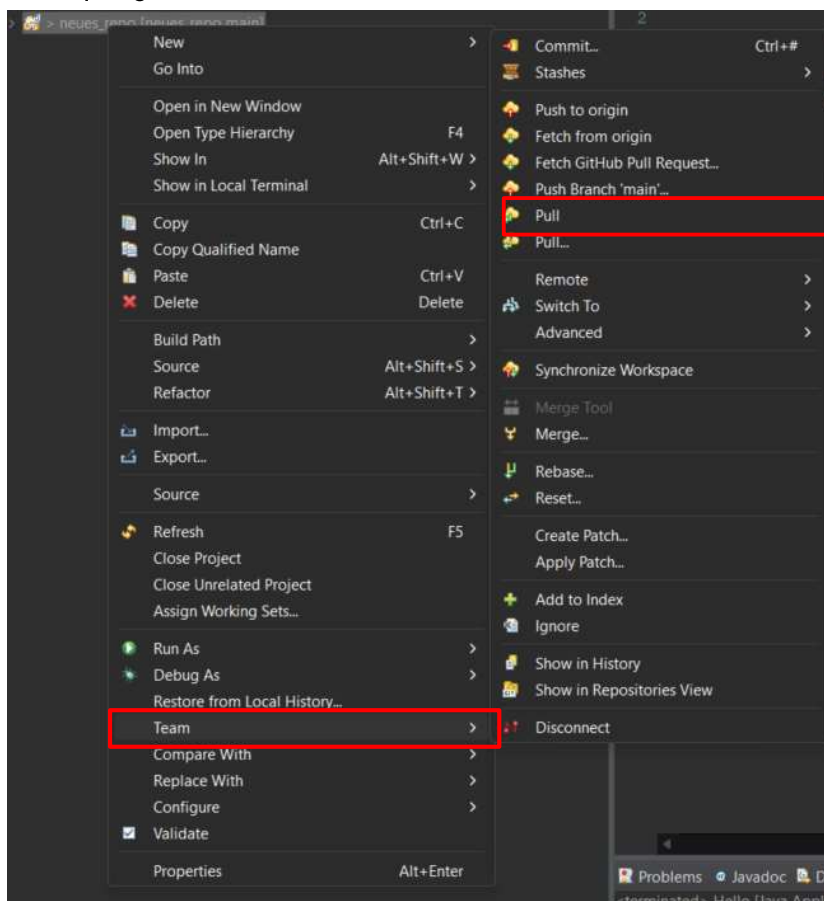 > neues_repo [neues_repo main]
2
New >
Go Into
Open in New Window
Open Type Hierarchy F4
Show In Alt+Shift+W >
Show in Local Terminal >
Copy Ctrl+C
Copy Qualified Name
Paste Ctrl+V
Delete Delete
Build Path >
Source Alt+Shift+S >
Refactor Alt+Shift+T >
Import...
Export...
Source >
Refresh F5
Close Project
Close Unrelated Project
Assign Working Sets...
Run As >
Debug As >
Restore from Local History...
Team >
Compare With >
Replace With >
Configure >
Validate
Properties Alt+Enter
Commit... Ctrl+#
Stashes >
Push to origin
Fetch from origin
Fetch GitHub Pull Request...
Push Branch 'main'...
Pull
Pull...
Remote >
Switch To >
Advanced >
Synchronize Workspace
Merge Tool
Merge...
Rebase...
Reset...
Create Patch...
Apply Patch...
Add to Index
Ignore
Show in History
Show in Repositories View
Disconnect
Problems Javadoc D
<terminated> Hello [Java Appl